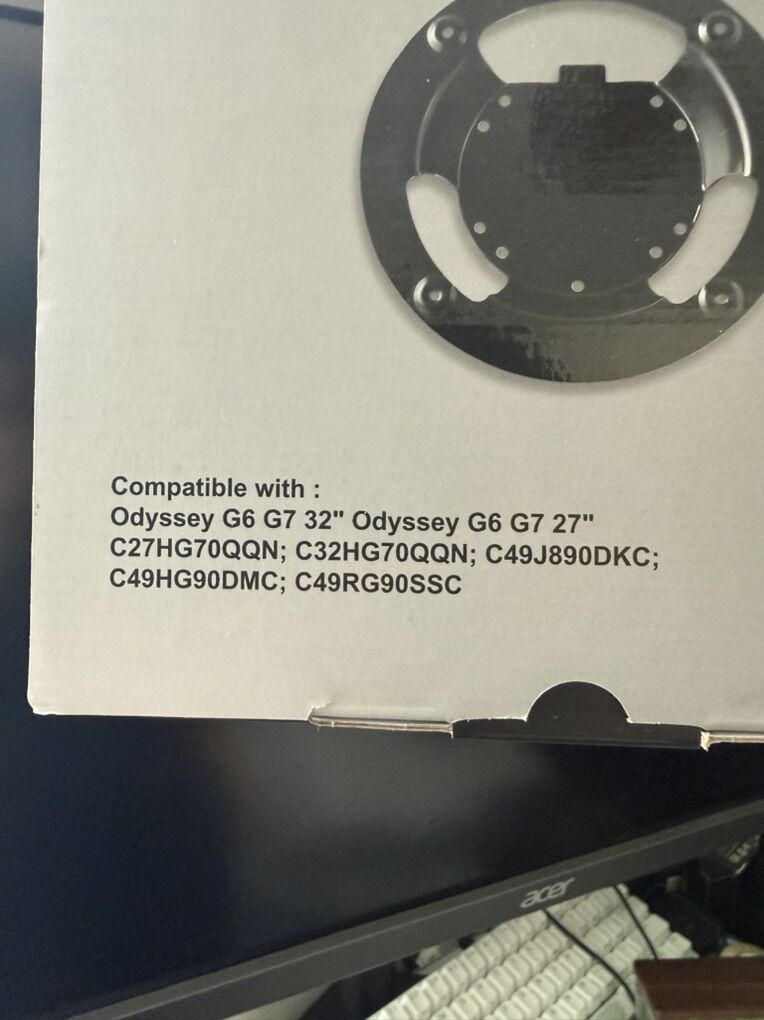 Compatible with :
Odyssey G6 G7 32" Odyssey G6 G7 27"
C27HG70QQN; C32HG70QQN; C49J890DKC;
C49HG90DMC; C49RG90SSC
acer